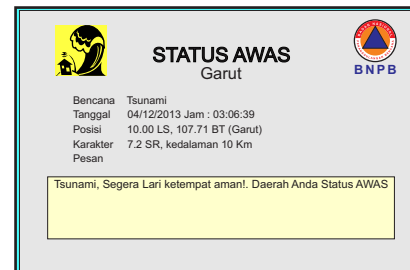 STATUS AWAS
Garut
BNPB
Bencana Tsunami
Tanggal 04/12/2013 Jam : 03:06:39
Posisi 10.00 LS, 107.71 BT (Garut)
Karakter 7.2 SR, kedalaman 10 Km
Pesan
Tsunami, Segera Lari ketempat aman!. Daerah Anda Status AWAS